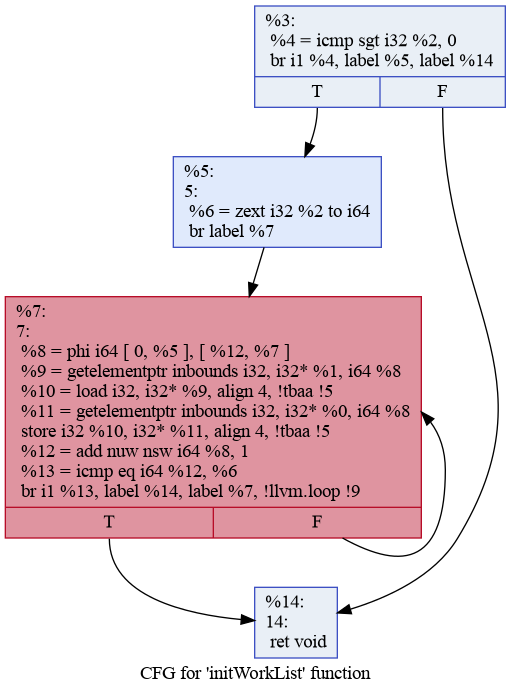 %3:
%4 = icmp sgt i32 %2, 0
br i1 %4, label %5, label %14
T F
%5:
5:
%6 = zext i32 %2 to i64
br label %7
%7:
7:
%8 = phi i64 [ 0, %5 ], [ %12, %7 ]
%9 = getelementptr inbounds i32, i32* %1, i64 %8
%10 = load i32, i32* %9, align 4, !tbaa !5
%11 = getelementptr inbounds i32, i32* %0, i64 %8
store i32 %10, i32* %11, align 4, !tbaa !5
%12 = add nuw nsw i64 %8, 1
%13 = icmp eq i64 %12, %6
br i1 %13, label %14, label %7, !llvm.loop !9
T F
%14:
14:
ret void
CFG for 'initWorkList' function